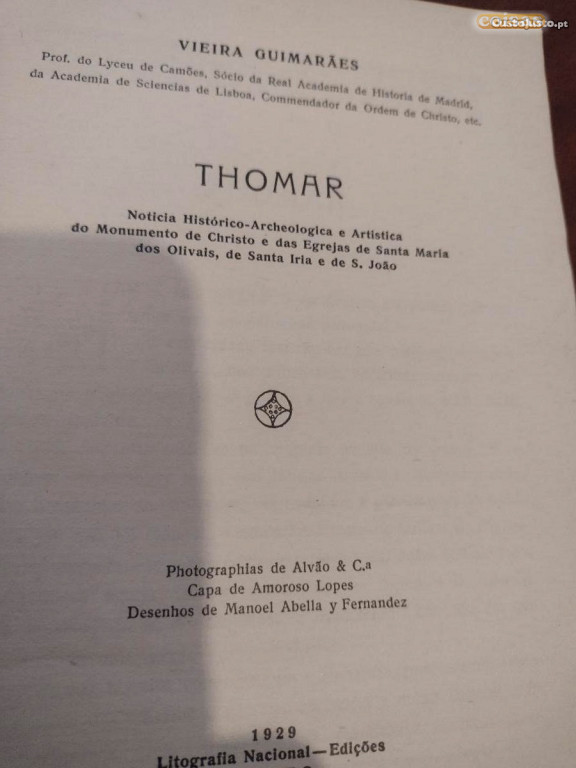 CustoJusto.pt
VIEIRA GUIMARÃES
Prof. do Lyceu de Camões, Sócio da Real Academia de Historia de Madrid,
da Academia de Sciencias de Lisboa, Commendador da Ordem de Christo, etc.
THOMAR
Noticia Histórico-Archeologica e Artistica
do Monumento de Christo e das Egrejas de Santa Maria
dos Olivais, de Santa Iria e de S. João
Photographias de Alvão & C.a
Capa de Amoroso Lopes
Desenhos de Manoel Abella y Fernandez
1929
Litografia Nacional—Edições